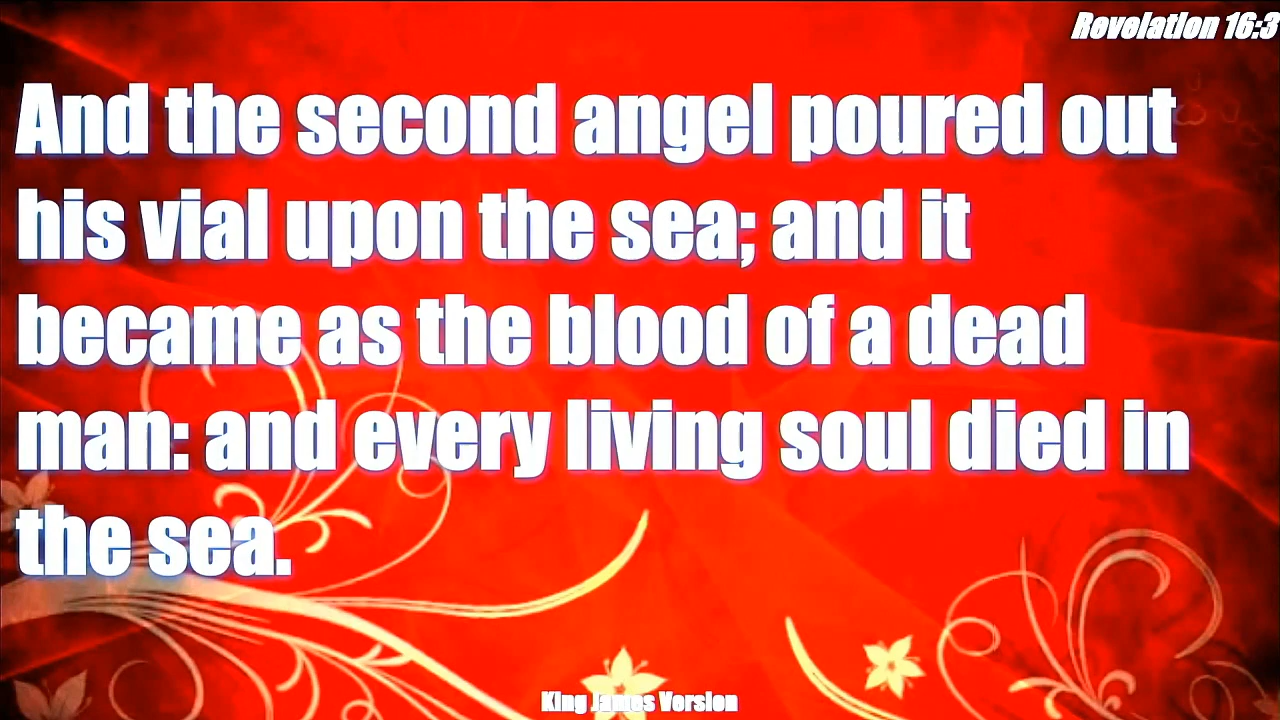 Revelation 16:3
And the second angel poured out
his vial upon the sea; and it
became as the blood of a dead
man: and every living soul died in
the sea.
King James Version